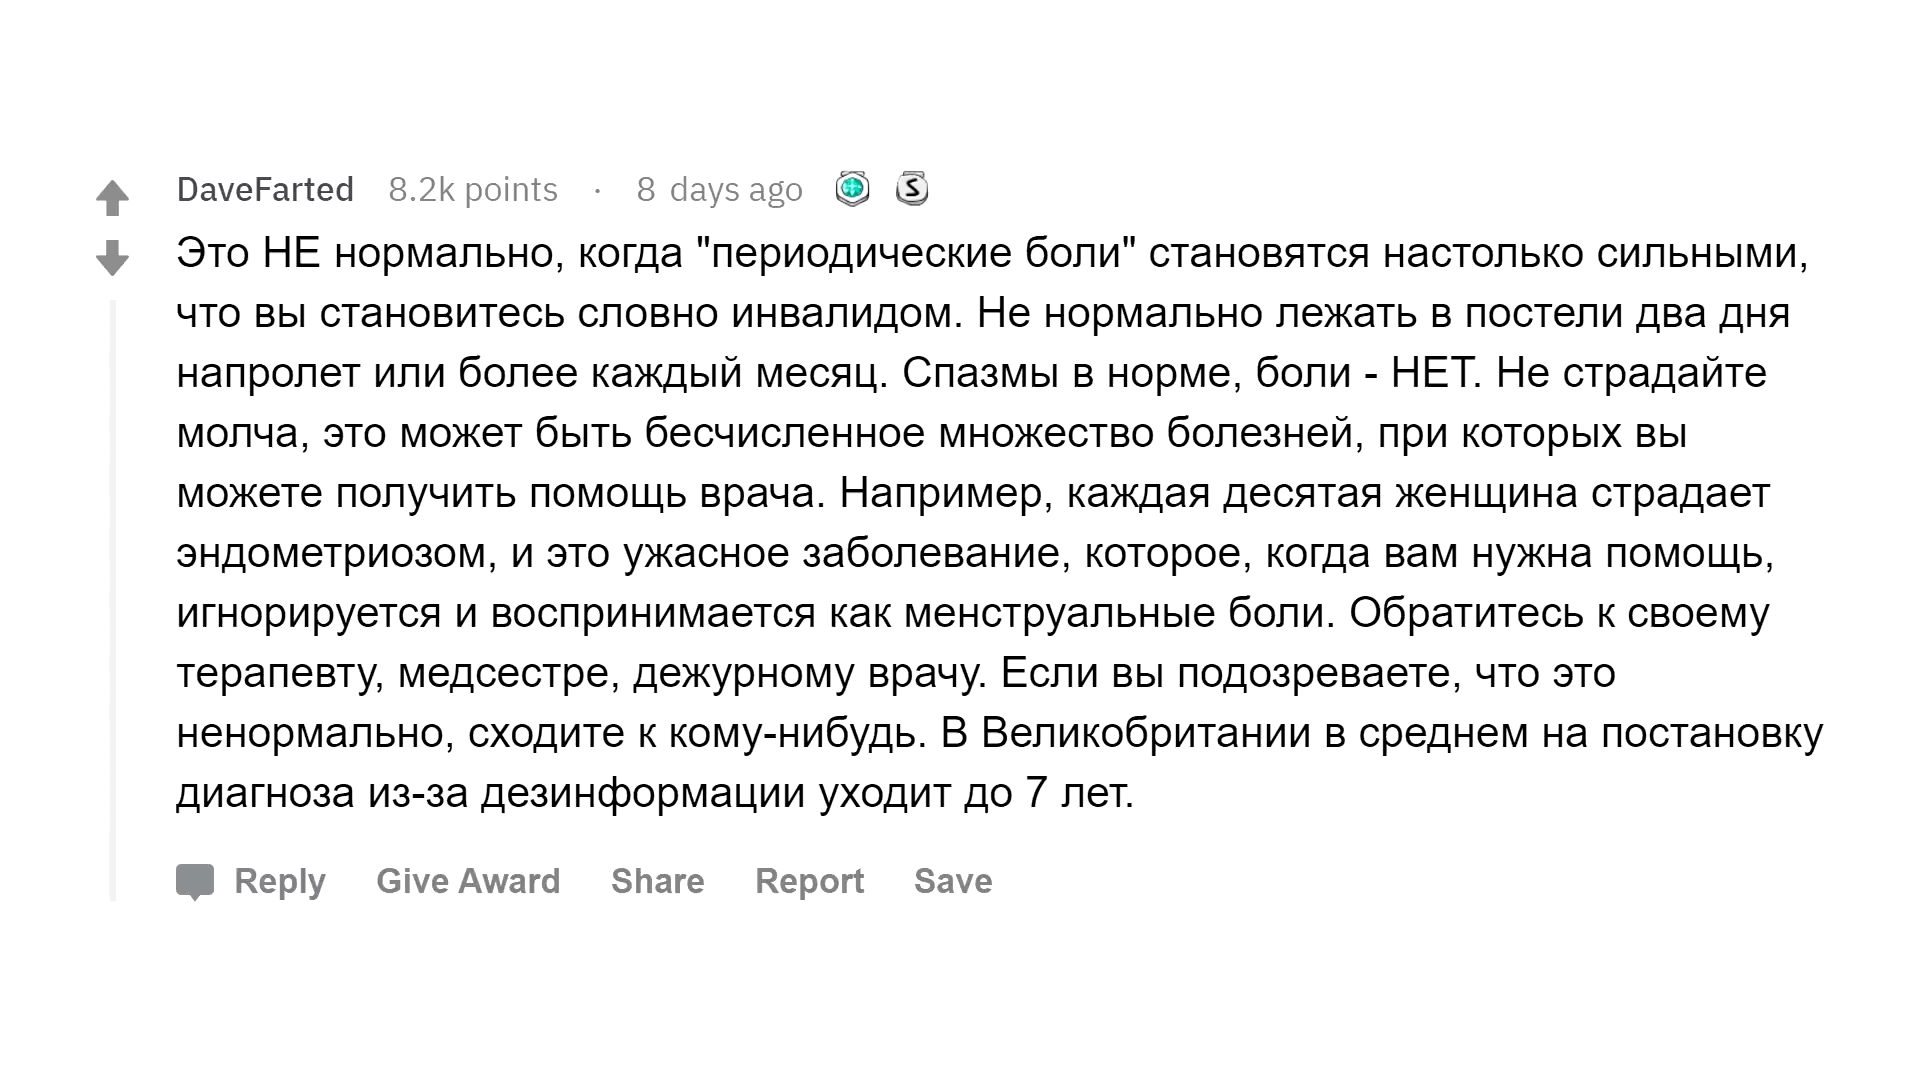 DaveFarted 8.2k points · 8 days ago
Это НЕ нормально, когда "периодические боли" становятся настолько сильными,
что вы становитесь словно инвалидом. Не нормально лежать в постели два дня
напролет или более каждый месяц. Спазмы в норме, боли - НЕТ. Не страдайте
молча, это может быть бесчисленное множество болезней, при которых вы
можете получить помощь врача. Например, каждая десятая женщина страдает
эндометриозом, и это ужасное заболевание, которое, когда вам нужна помощь,
игнорируется и воспринимается как менструальные боли. Обратитесь к своему
терапевту, медсестре, дежурному врачу. Если вы подозреваете, что это
ненормально, сходите к кому-нибудь. В Великобритании в среднем на постановку
диагноза из-за дезинформации уходит до 7 лет.
Reply Give Award Share Report Save